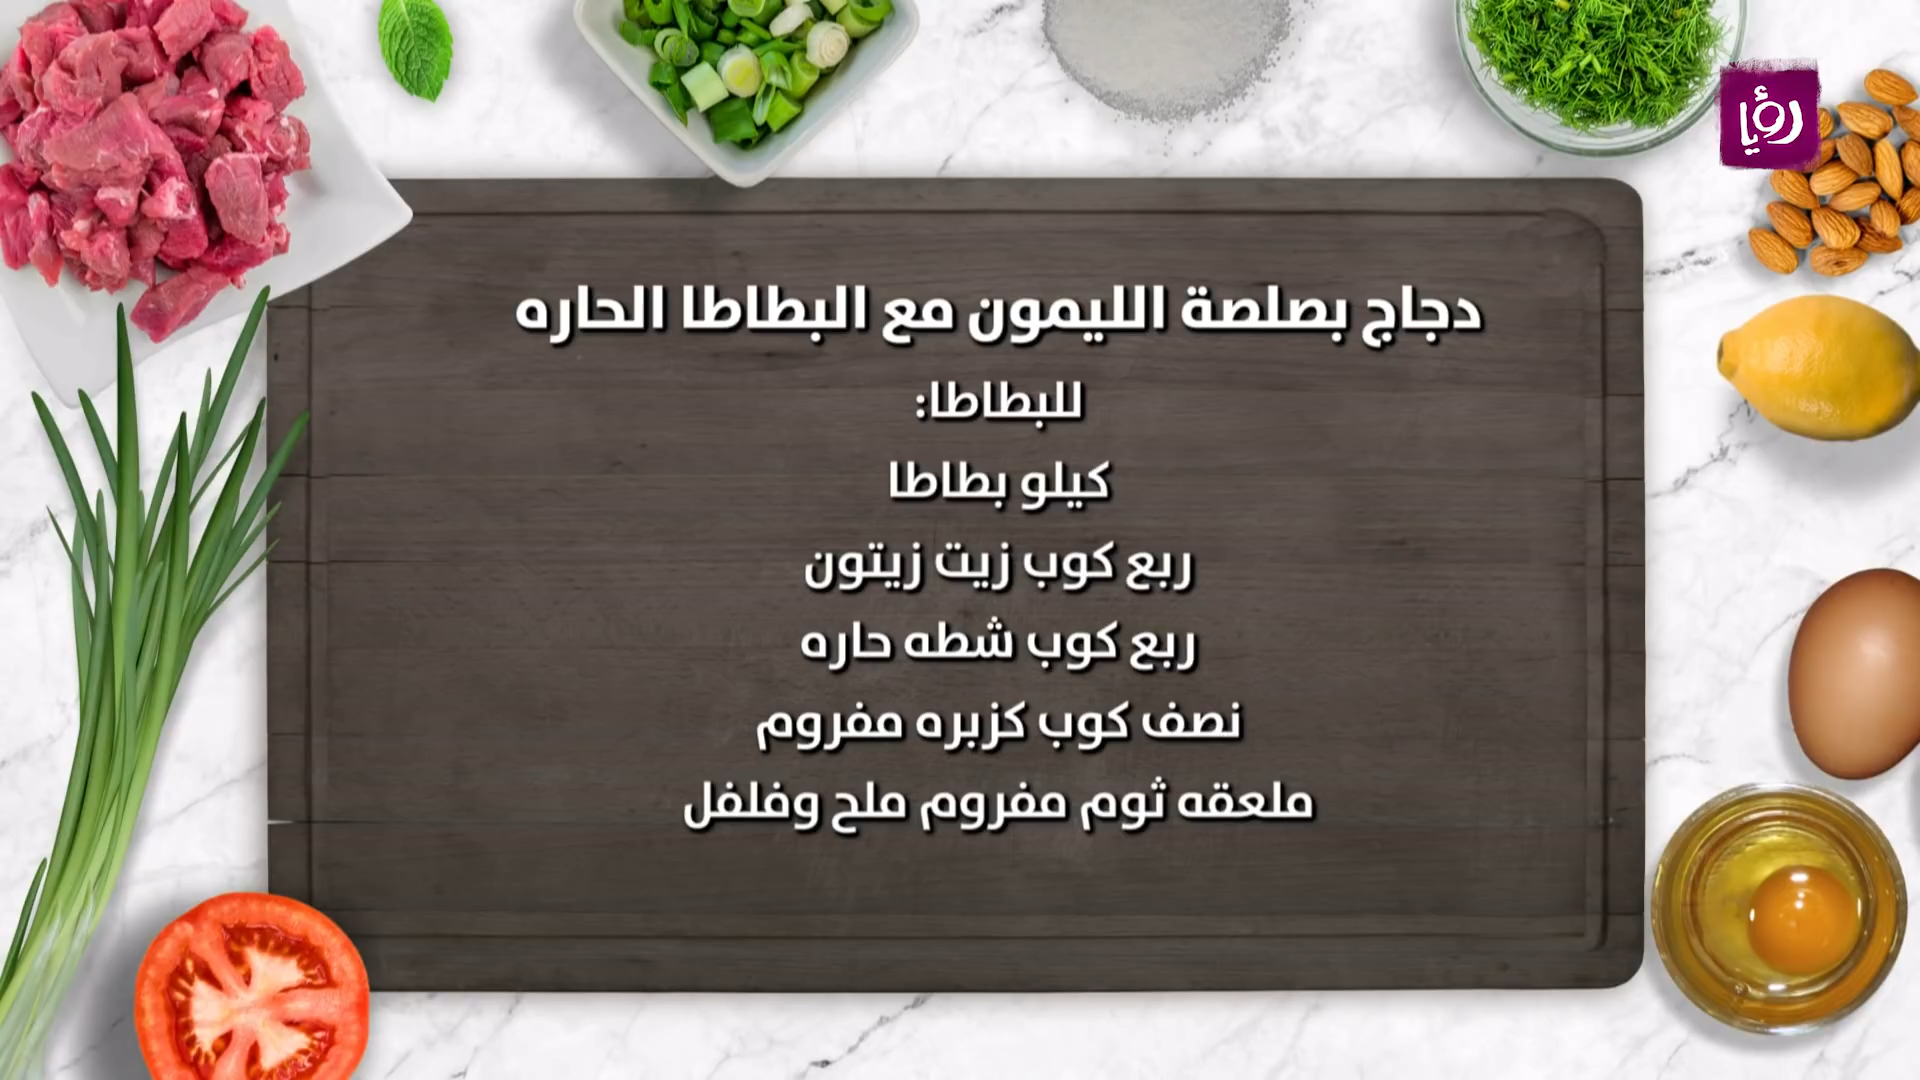 رؤيا
دجاج بصلصة الليمون مع البطاطا الحاره
للبطاطا:
كيلو بطاطا
ربع كوب زيت زيتون
ربع كوب شطه حاره
نصف كوب كزبره مفروم
ملعقه ثوم مفروم ملح وفلفل